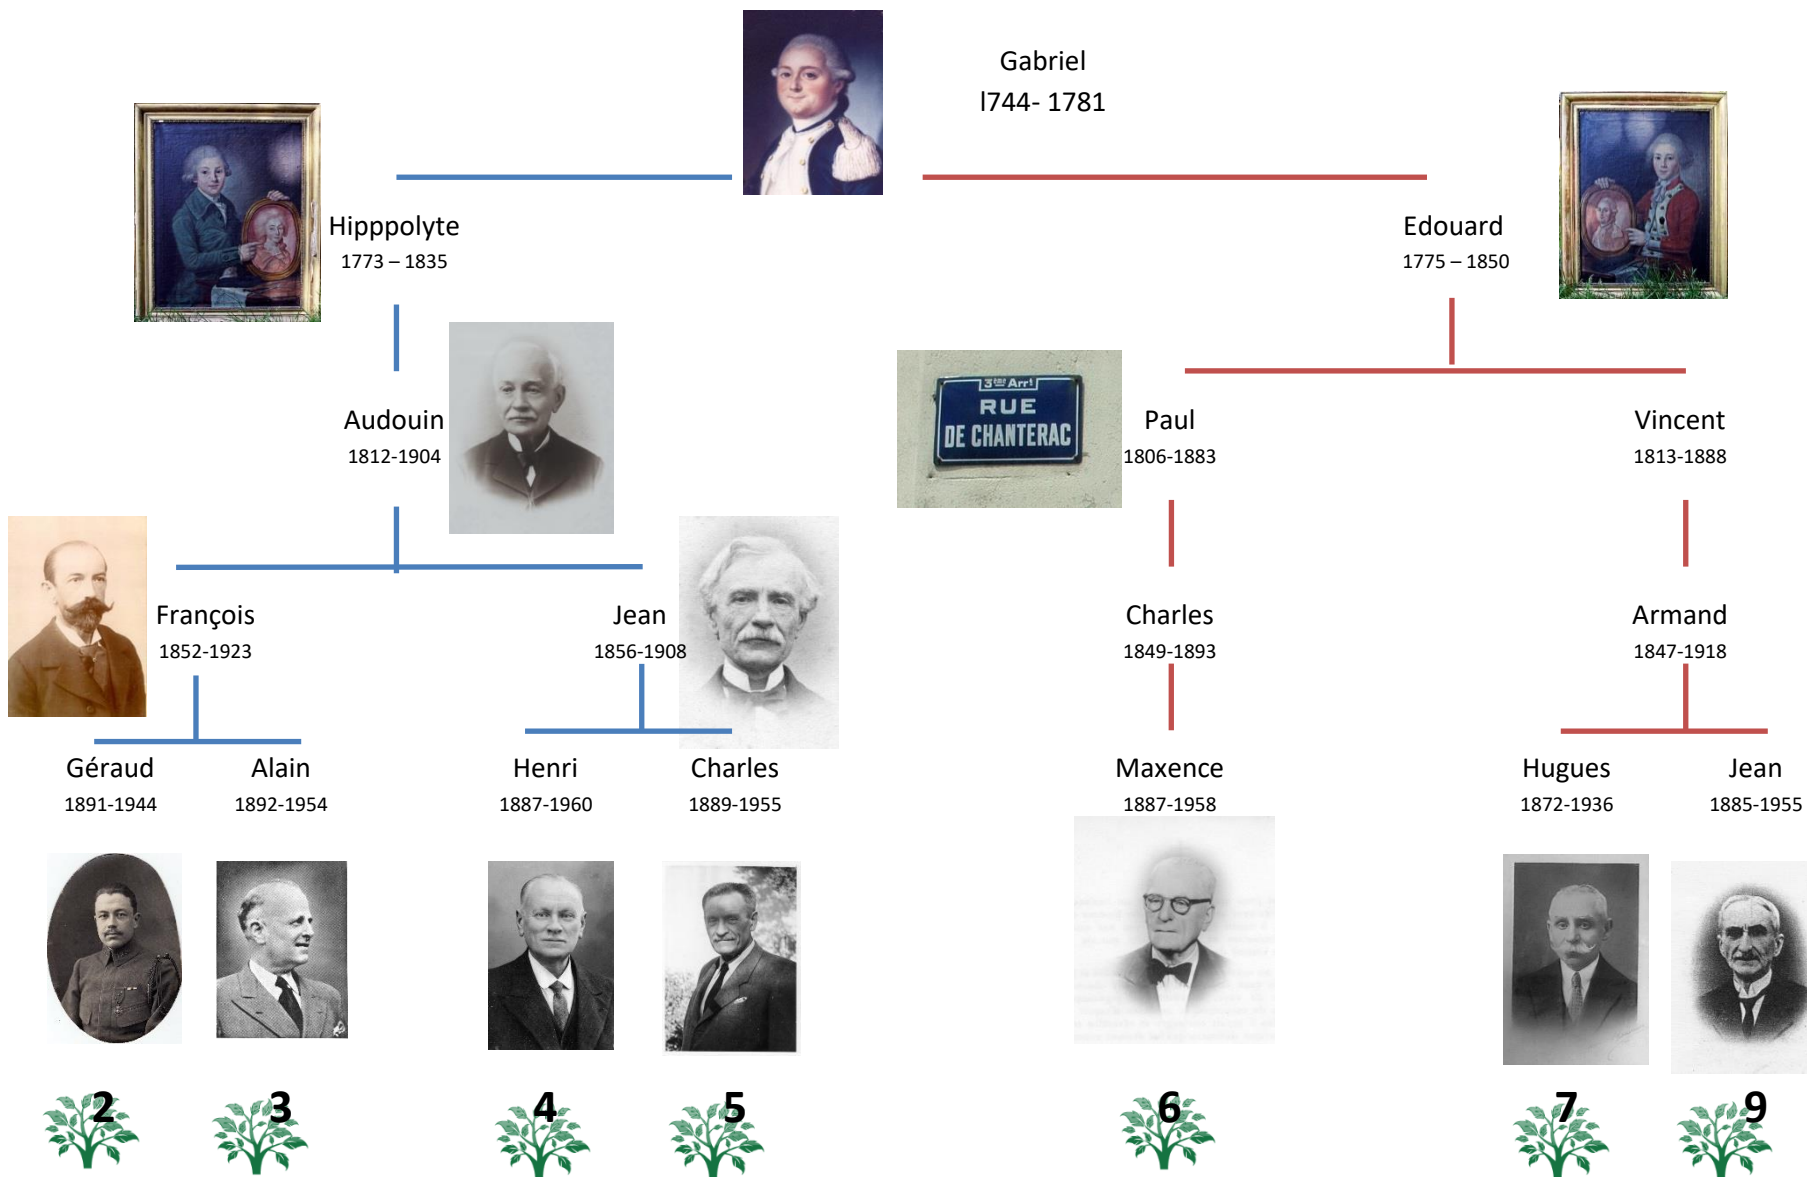 Gabriel
l744- 1781
Hipppolyte
1773 – 1835
Edouard
1775 – 1850
3ème Arrt
RUE
DE CHANTERAC
Audouin
1812-1904
Paul
1806-1883
Vincent
1813-1888
François
1852-1923
Jean
1856-1908
Charles
1849-1893
Armand
1847-1918
Géraud
1891-1944
Alain
1892-1954
Henri
1887-1960
Charles
1889-1955
Maxence
1887-1958
Hugues
1872-1936
Jean
1885-1955
2
3
4
5
6
7
9